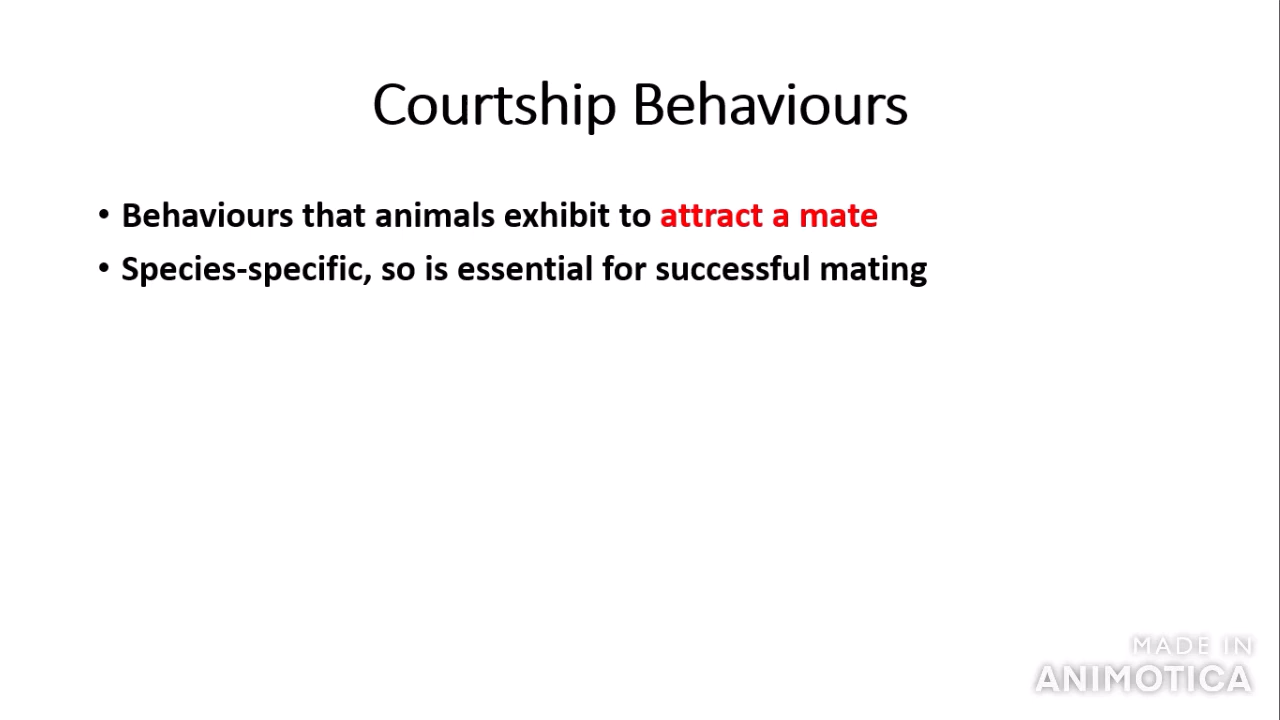 Courtship Behaviours
• Behaviours that animals exhibit to attract a mate
• Species-specific, so is essential for successful mating
MADE IN
ANIMOTICA